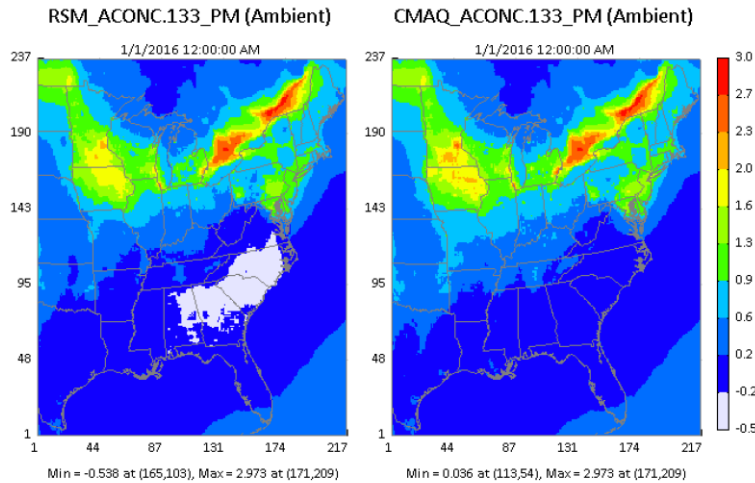 RSM_ACONC.133_PM (Ambient)
1/1/2016 12:00:00 AM
237
190
143
95
48
1
1 44 87 131 174 217
Min = -0.538 at (165,103), Max = 2.973 at (171,209)
CMAQ_ACONC.133_PM (Ambient)
1/1/2016 12:00:00 AM
237
190
143
95
48
1
1 44 87 131 174 217
Min = 0.036 at (113,54), Max = 2.973 at (171,209)
3.0
2.7
2.3
2.0
1.6
1.3
0.9
0.6
0.2
-0.2
-0.5